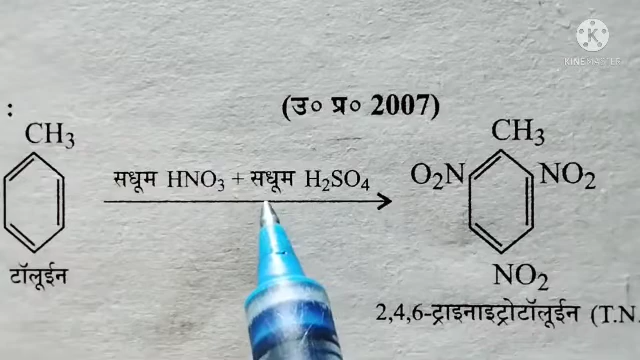 K
KINEMASTER
(उ० प्र० 2007)
:
CH₃
सधूम HNO₃ + सधूम H₂SO₄
टॉलूईन
CH₃
O₂N
NO₂
NO₂
2,4,6-ट्राइनाइट्रोटॉलूईन (T.N.